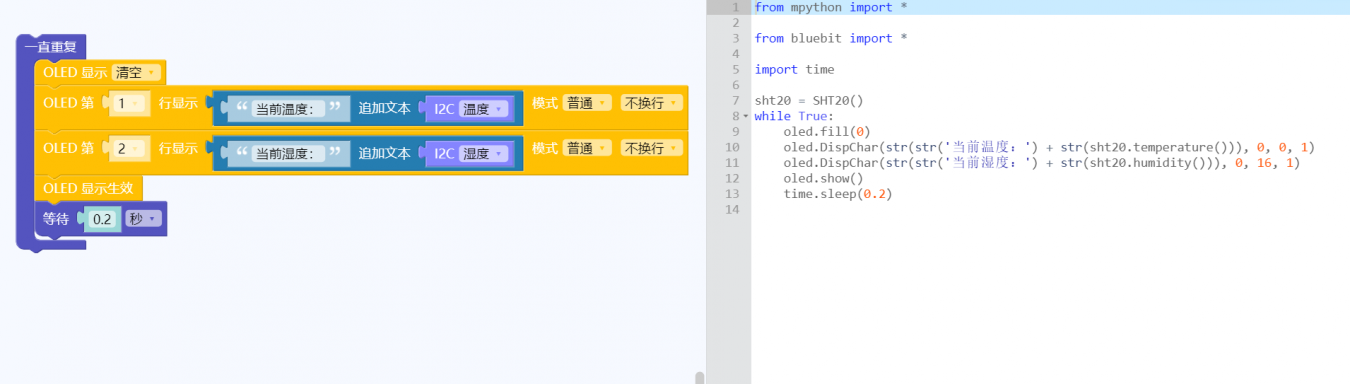 一直重复
OLED 显示 清空
OLED 第 1 行显示 “ 当前温度： ” 追加文本 I2C 温度 模式 普通 不换行
OLED 第 2 行显示 “ 当前湿度： ” 追加文本 I2C 湿度 模式 普通 不换行
OLED 显示生效
等待 0.2 秒
1 from mpython import *
2
3 from bluebit import *
4
5 import time
6
7 sht20 = SHT20()
8 while True:
9 oled.fill(0)
10 oled.DispChar(str(str('当前温度：') + str(sht20.temperature())), 0, 0, 1)
11 oled.DispChar(str(str('当前湿度：') + str(sht20.humidity())), 0, 16, 1)
12 oled.show()
13 time.sleep(0.2)
14